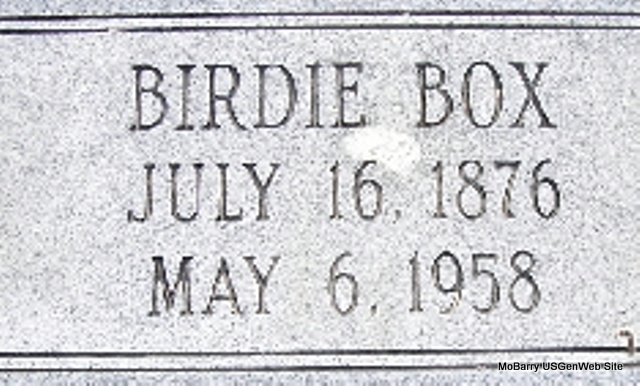 BIRDIE BOX
JULY 16, 1876
MAY 6, 1958
MoBarry USGenWeb Site